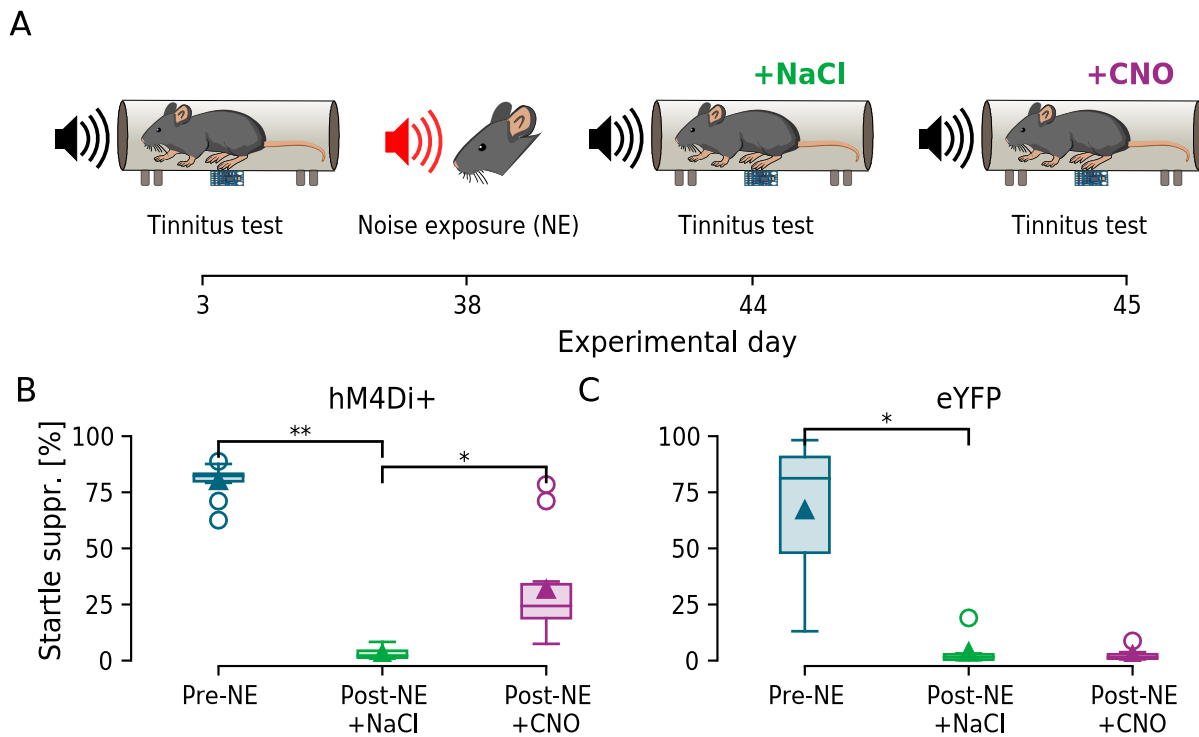 A
+NaCl
+CNO
Tinnitus test
Noise exposure (NE)
Tinnitus test
Tinnitus test
3
38
44
45
Experimental day
B
hM4Di+
Startle suppr. [%]
100
75
50
25
0
**
*
Pre-NE
Post-NE
+NaCl
Post-NE
+CNO
C
eYFP
100
75
50
25
0
*
Pre-NE
Post-NE
+NaCl
Post-NE
+CNO